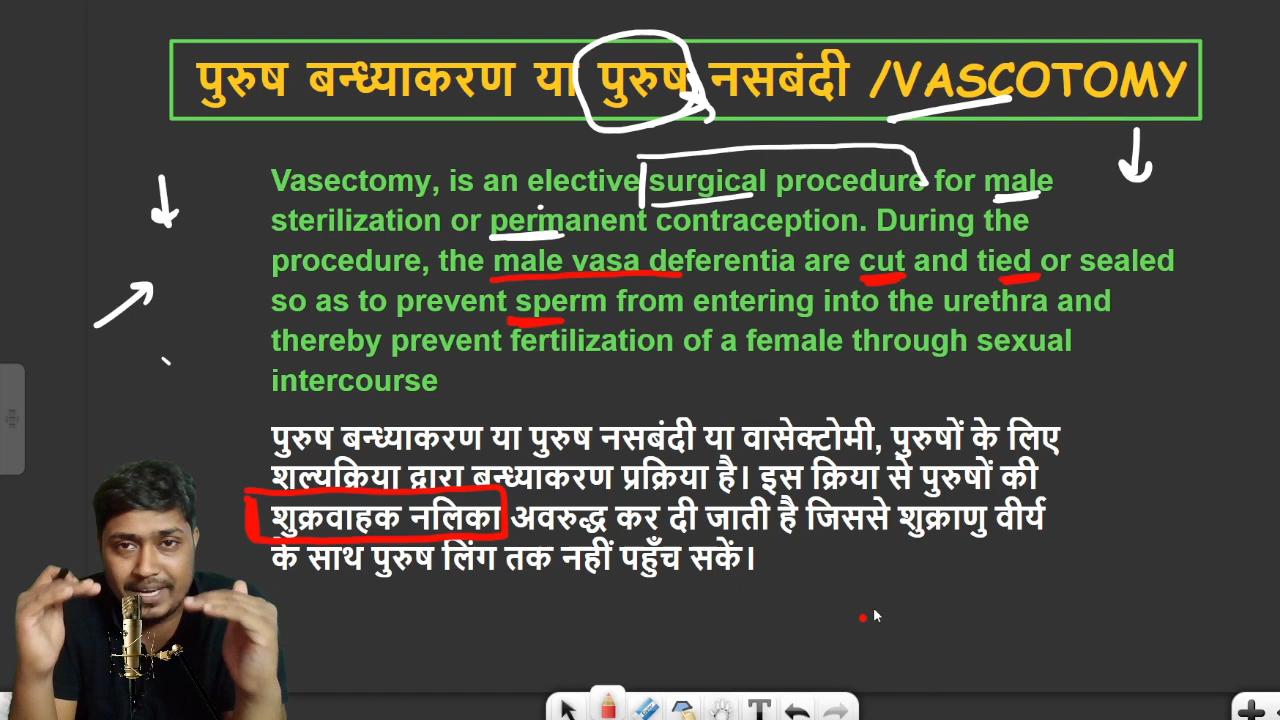 पुरुष बन्ध्याकरण या पुरुष नसबंदी /VASCOTOMY
Vasectomy, is an elective surgical procedure for male
sterilization or permanent contraception. During the
procedure, the male vasa deferentia are cut and tied or sealed
so as to prevent sperm from entering into the urethra and
thereby prevent fertilization of a female through sexual
intercourse
पुरुष बन्ध्याकरण या पुरुष नसबंदी या वासेक्टोमी, पुरुषों के लिए
शल्यक्रिया द्वारा बन्ध्याकरण प्रक्रिया है। इस क्रिया से पुरुषों की
शुक्रवाहक नलिका अवरुद्ध कर दी जाती है जिससे शुक्राणु वीर्य
के साथ पुरुष लिंग तक नहीं पहुँच सकें।